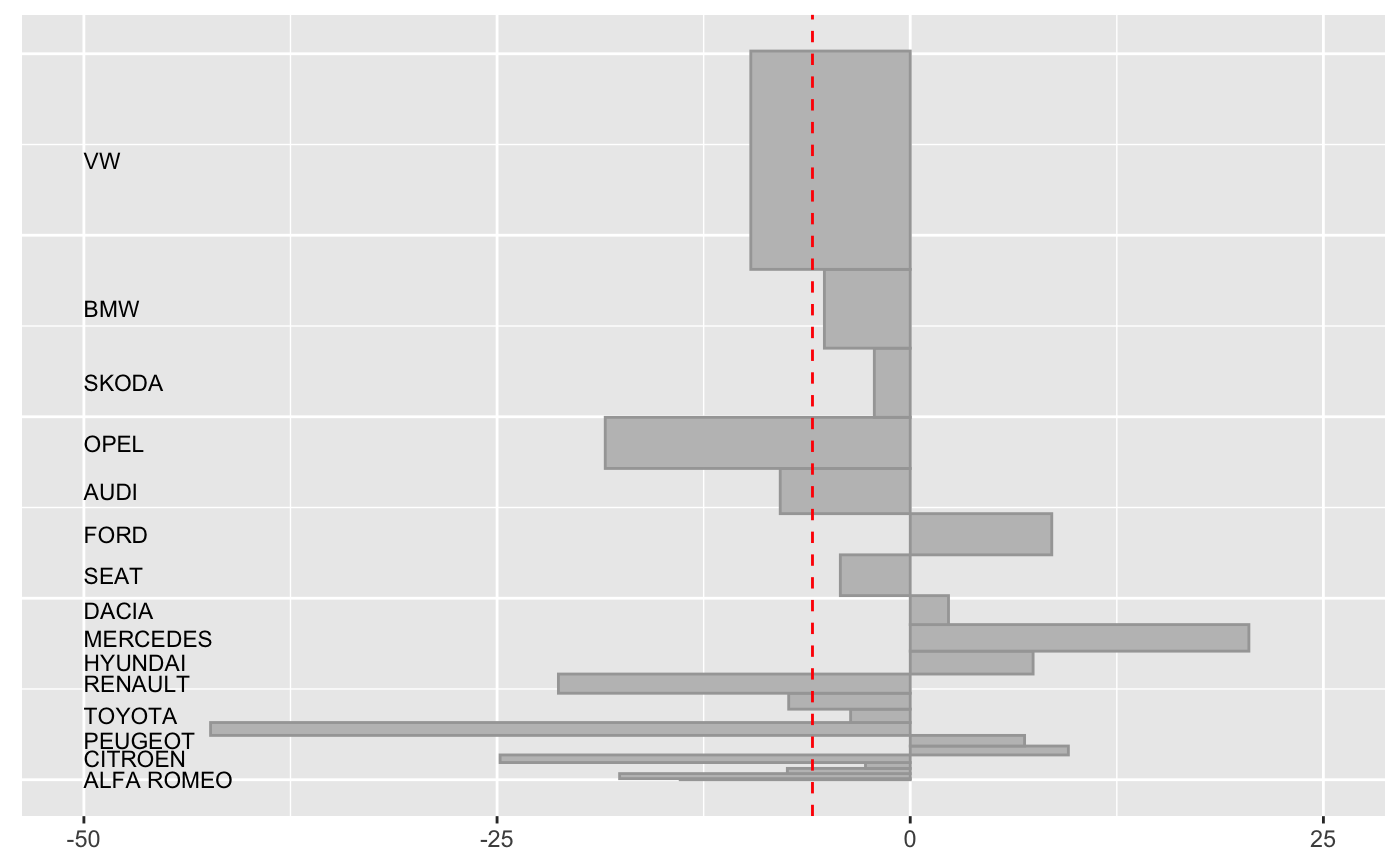 VW
BMW
SKODA
OPEL
AUDI
FORD
SEAT
DACIA
MERCEDES
HYUNDAI
RENAULT
TOYOTA
PEUGEOT
CITROEN
ALFA ROMEO
-50 -25 0 25